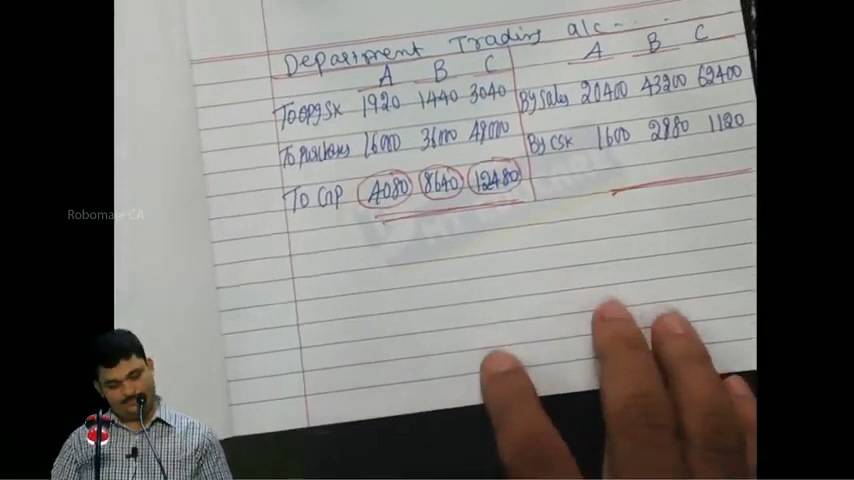 Department Trading a/c....
A B C A B C
To opg sk 1920 1440 3040 By sales 20400 43200 62400
To purchases 16000 36000 48000 By csk 1600 2880 1120
To GP 4080 8640 12480
Robomate CA